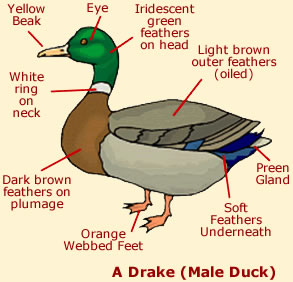 Yellow
Beak
Eye
Iridescent
green
feathers
on head
Light brown
outer feathers
(oiled)
White
ring
on
neck
Dark brown
feathers on
plumage
Orange
Webbed Feet
Soft
Feathers
Underneath
Preen
Gland
A Drake (Male Duck)